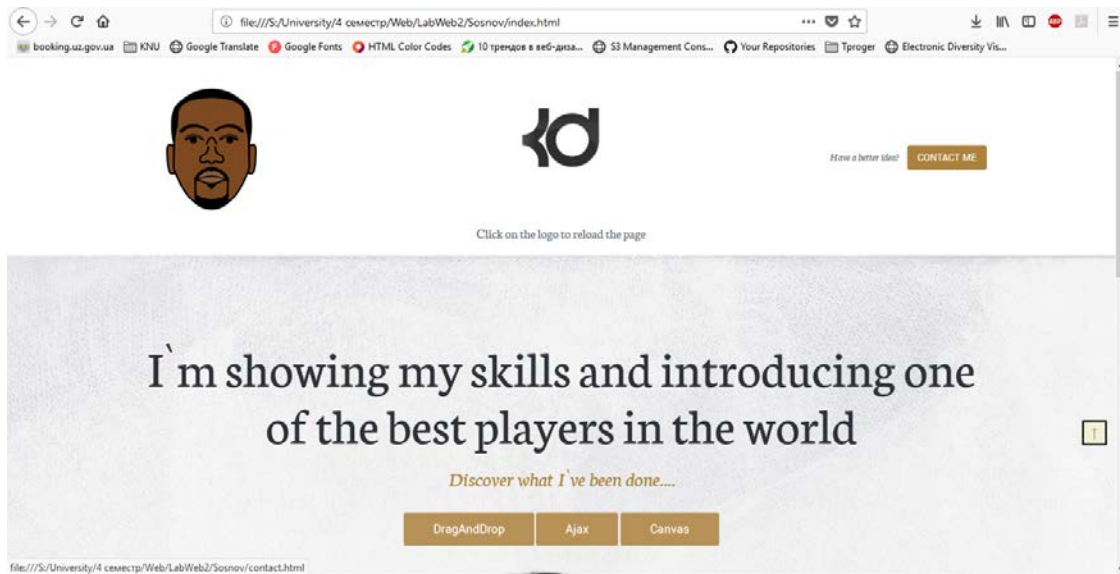 file:///S:/University/4 семестр/Web/LabWeb2/Sosnov/index.html
booking.uz.gov.ua KNU Google Translate Google Fonts HTML Color Codes 10 трендов в веб-диза... S3 Management Cons... Your Repositories Tproger Electronic Diversity Vis...
Have a better idea? CONTACT ME
Click on the logo to reload the page
I`m showing my skills and introducing one
of the best players in the world
Discover what I`ve been done....
DragAndDrop Ajax Canvas
file:///S:/University/4 семестр/Web/LabWeb2/Sosnov/contact.html